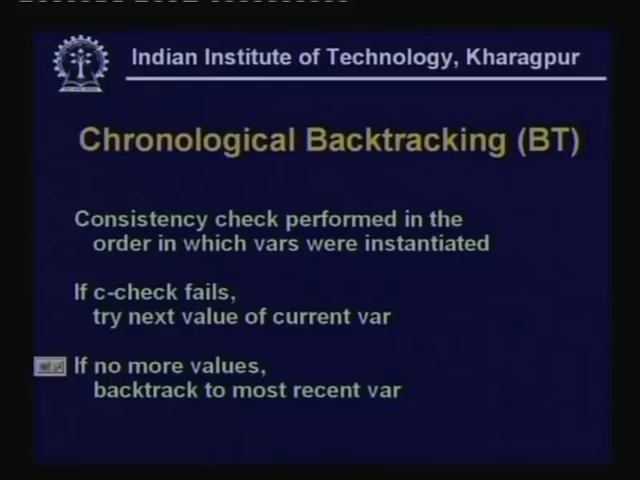 Indian Institute of Technology, Kharagpur
Chronological Backtracking (BT)
Consistency check performed in the
order in which vars were instantiated
If c-check fails,
try next value of current var
If no more values,
backtrack to most recent var